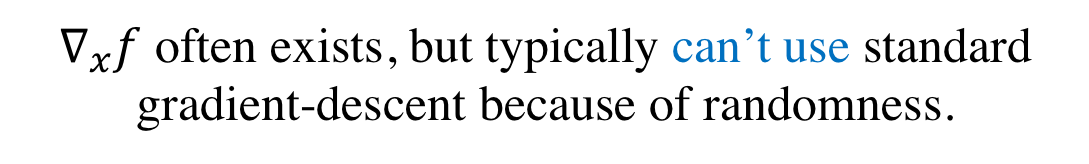 ∇ₓf often exists, but typically can’t use standard
gradient-descent because of randomness.